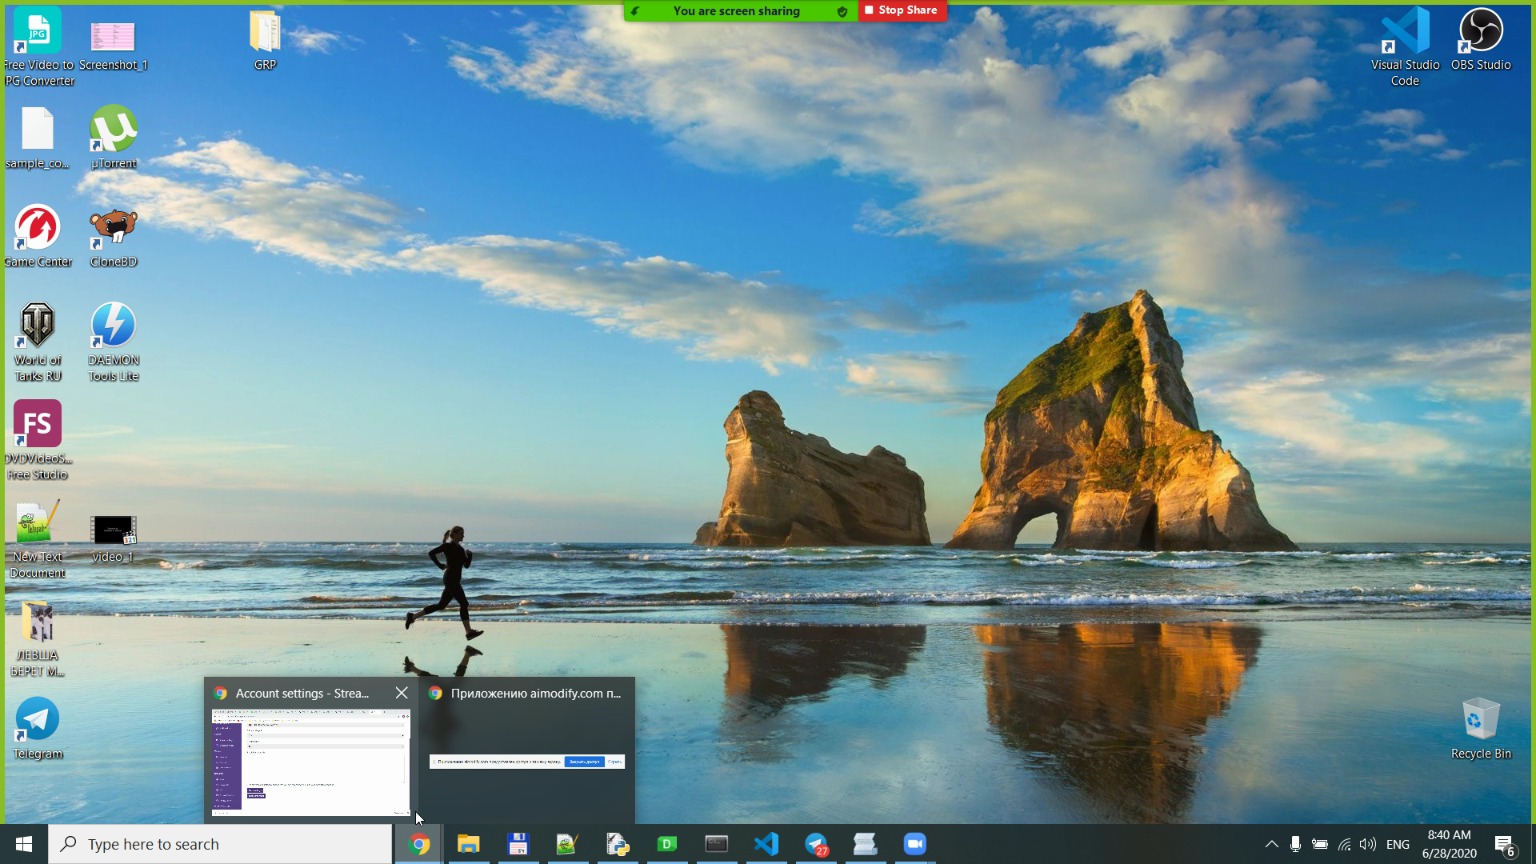 You are screen sharing
Stop Share
Free Video to
JPG Converter
Screenshot_1
GRP
Visual Studio
Code
OBS Studio
sample_co...
µTorrent
Game Center
CloneBD
World of
Tanks RU
DAEMON
Tools Lite
FS
DVDVideoS...
Free Studio
New Text
Document
video_1
ЛЕВША
БЕРЕТ М...
Telegram
Recycle Bin
Account settings - Strea...
Приложению aimodify.com п...
Type here to search
27
ENG
8:40 AM
6/28/2020
6